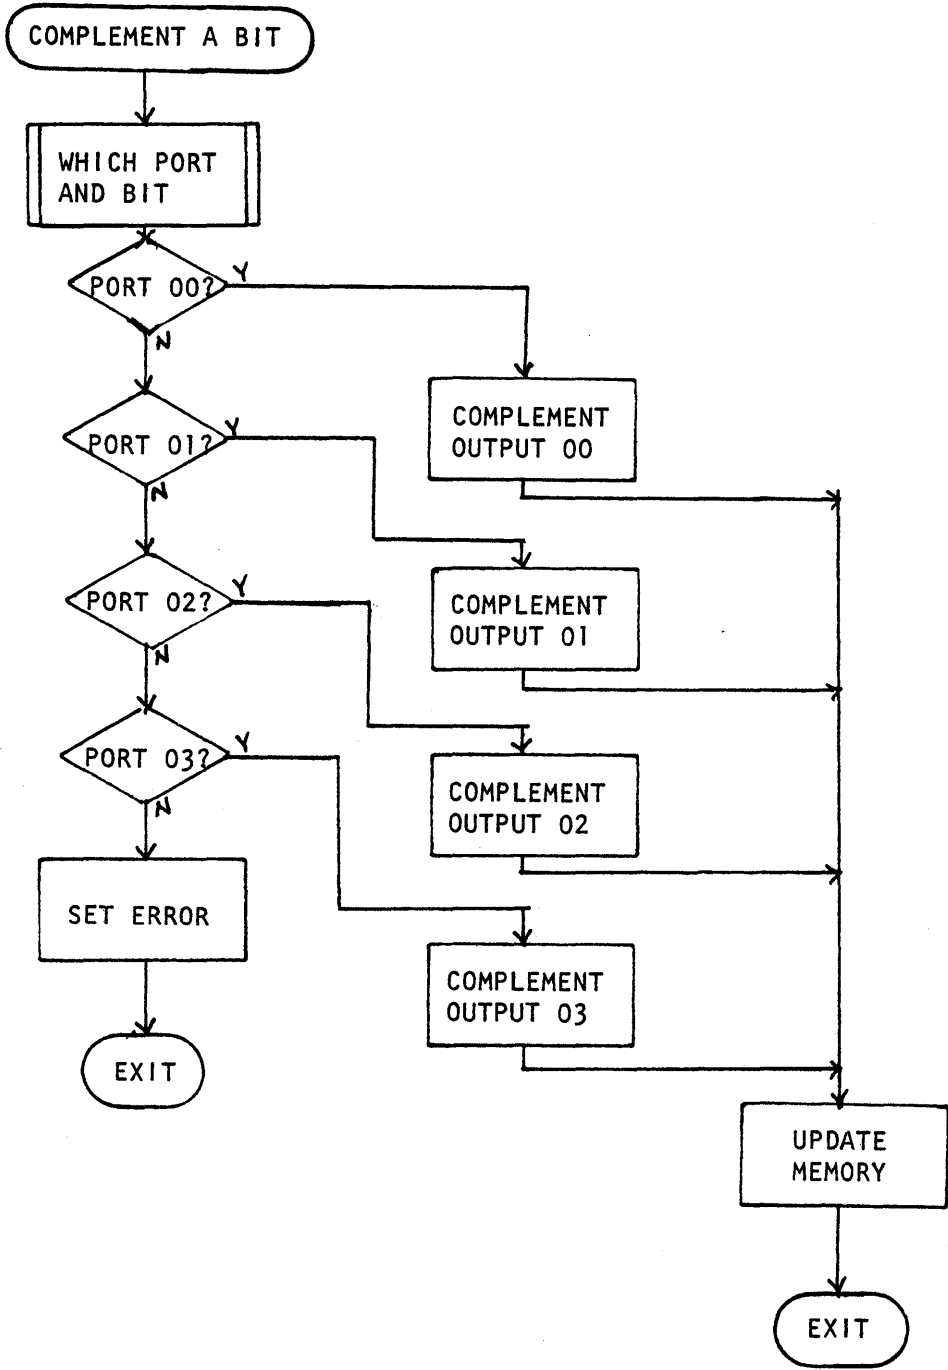 COMPLEMENT A BIT
WHICH PORT
AND BIT
PORT 00?
Y
N
COMPLEMENT
OUTPUT 00
PORT 01?
Y
N
COMPLEMENT
OUTPUT 01
PORT 02?
Y
N
COMPLEMENT
OUTPUT 02
PORT 03?
Y
N
SET ERROR
COMPLEMENT
OUTPUT 03
EXIT
UPDATE
MEMORY
EXIT